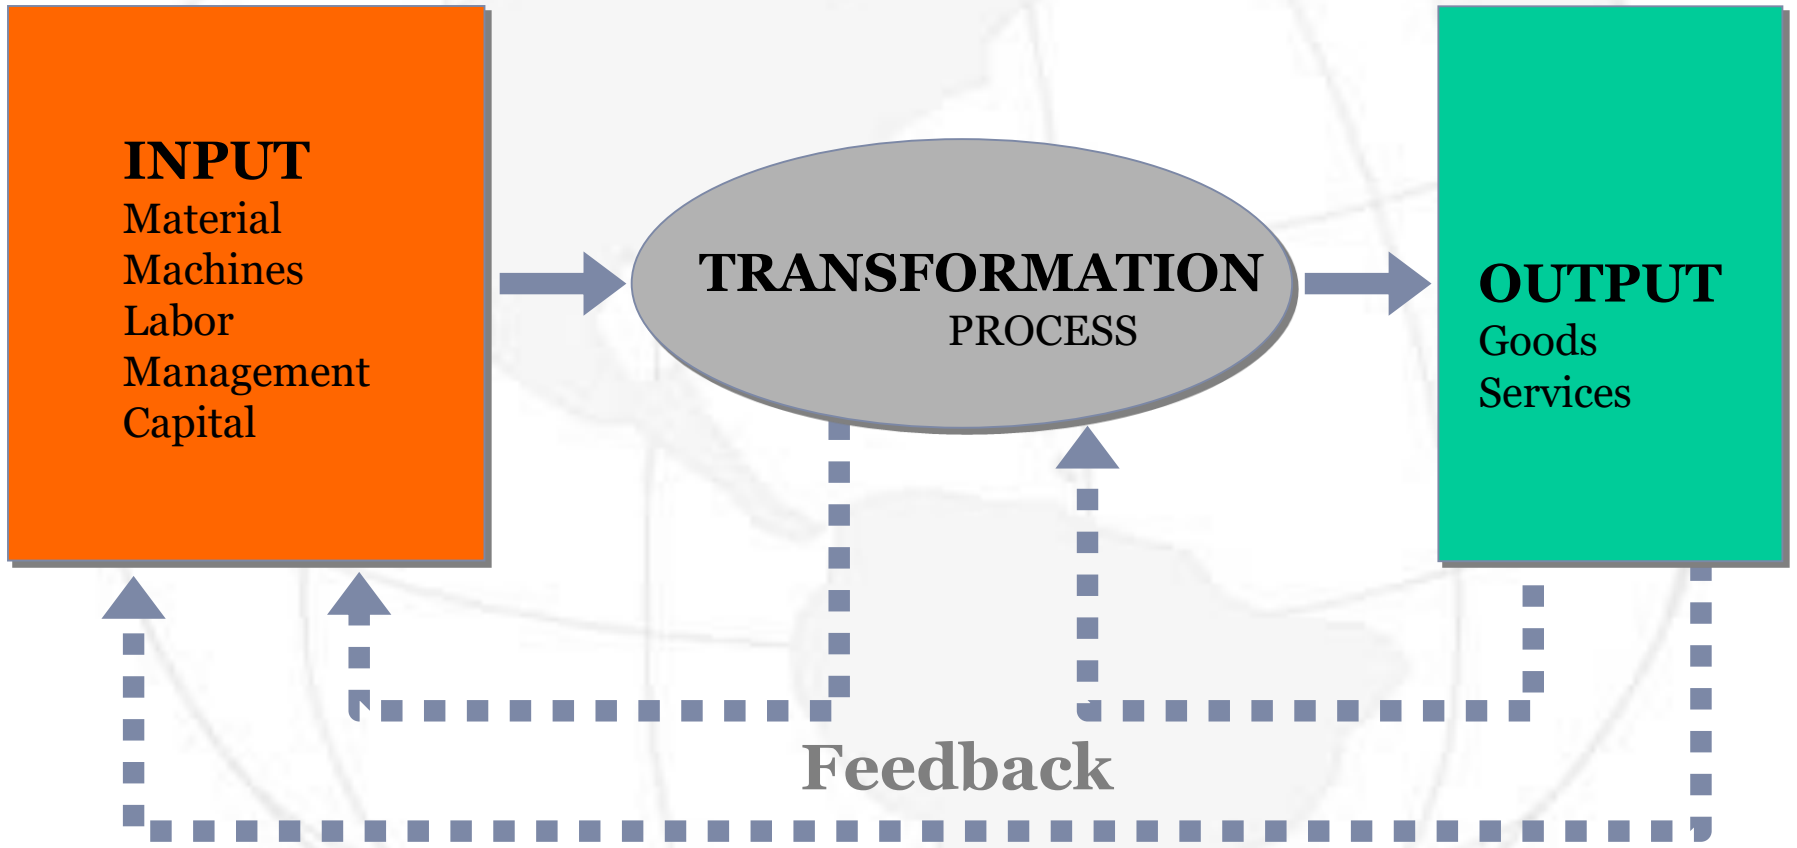 INPUT
Material
Machines
Labor
Management
Capital
TRANSFORMATION
PROCESS
OUTPUT
Goods
Services
Feedback